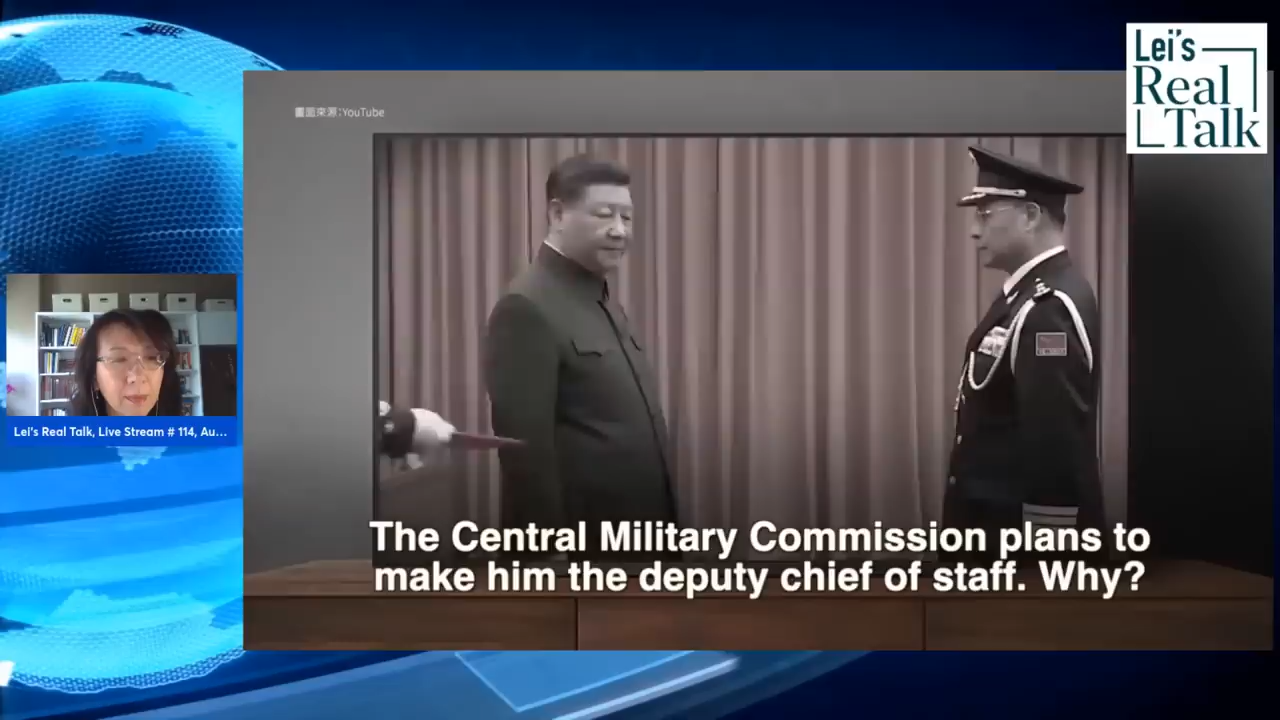 Lei's
Real
Talk
畫面來源:YouTube
Lei's Real Talk, Live Stream # 114, Au...
The Central Military Commission plans to
make him the deputy chief of staff. Why?